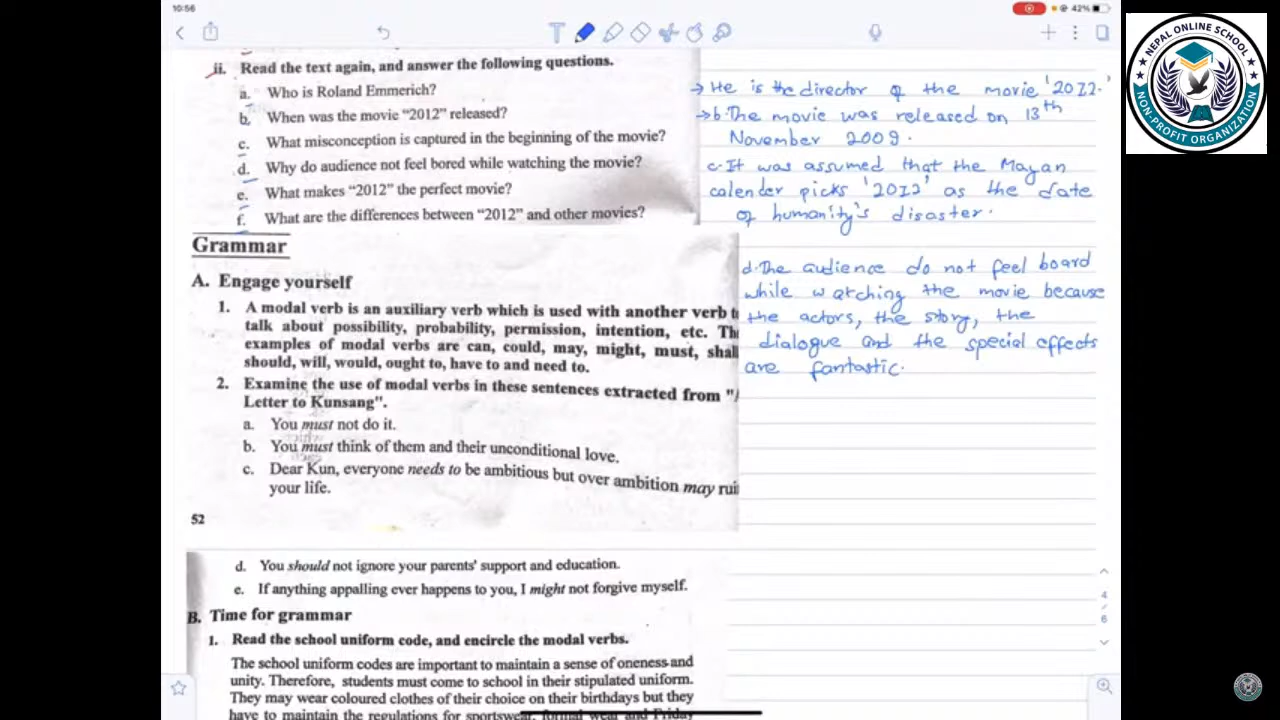 10:56
42%
NEPAL ONLINE SCHOOL
NON-PROFIT ORGANIZATION
ii. Read the text again, and answer the following questions.
a. Who is Roland Emmerich?
b. When was the movie "2012" released?
c. What misconception is captured in the beginning of the movie?
d. Why do audience not feel bored while watching the movie?
e. What makes "2012" the perfect movie?
f. What are the differences between "2012" and other movies?
→ He is the director of the movie '2012.'
→ b. The movie was released on 13th
November 2009.
c. It was assumed that the Mayan
calender picks '2012' as the date
of humanity's disaster.
d. The audience do not feel board
while watching the movie because
the actors, the story, the
dialogue and the special effects
are fantastic.
Grammar
A. Engage yourself
1. A modal verb is an auxiliary verb which is used with another verb t
talk about possibility, probability, permission, intention, etc. Th
examples of modal verbs are can, could, may, might, must, shal
should, will, would, ought to, have to and need to.
2. Examine the use of modal verbs in these sentences extracted from "
Letter to Kunsang".
a. You must not do it.
b. You must think of them and their unconditional love.
c. Dear Kun, everyone needs to be ambitious but over ambition may rui
your life.
52
d. You should not ignore your parents' support and education.
e. If anything appalling ever happens to you, I might not forgive myself.
B. Time for grammar
1. Read the school uniform code, and encircle the modal verbs.
The school uniform codes are important to maintain a sense of oneness and
unity. Therefore, students must come to school in their stipulated uniform.
They may wear coloured clothes of their choice on their birthdays but they
have to maintain the regulations for sportswear, formal wear and Friday
4
6